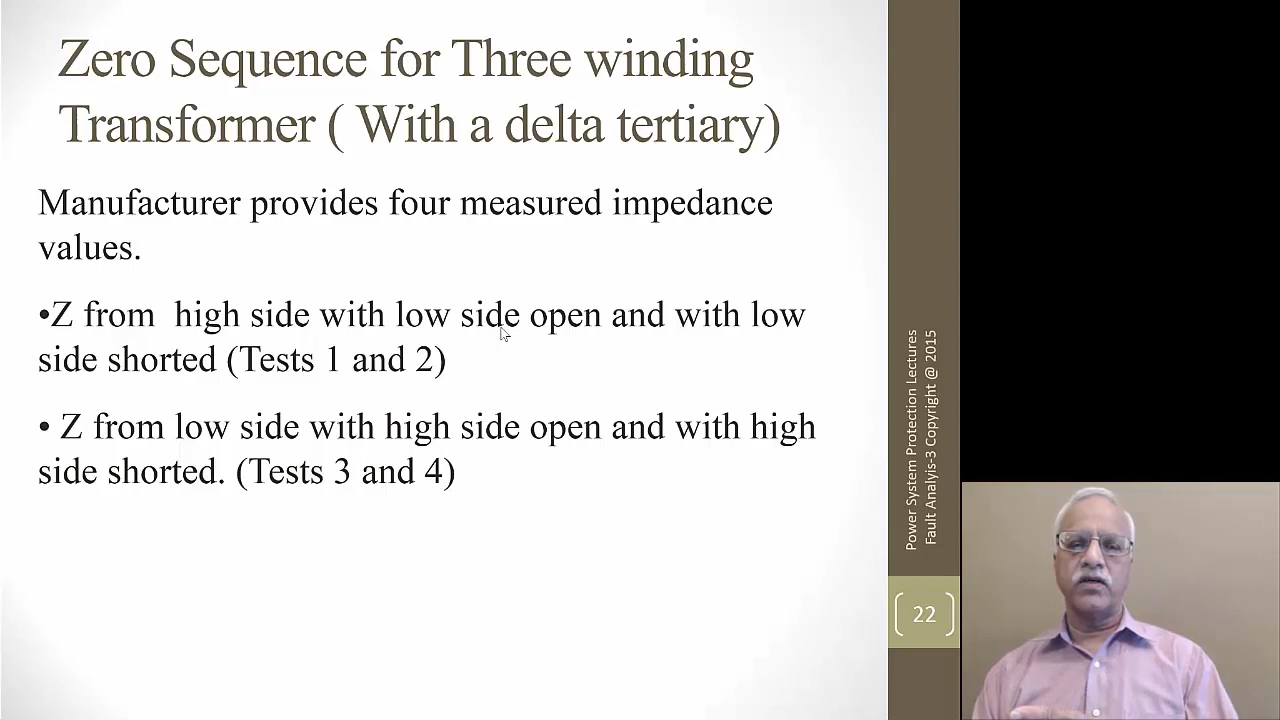 Zero Sequence for Three winding
Transformer ( With a delta tertiary)
Manufacturer provides four measured impedance
values.
•Z from high side with low side open and with low
side shorted (Tests 1 and 2)
• Z from low side with high side open and with high
side shorted. (Tests 3 and 4)
Power System Protection Lectures
Fault Analyis-3 Copyright @ 2015
22